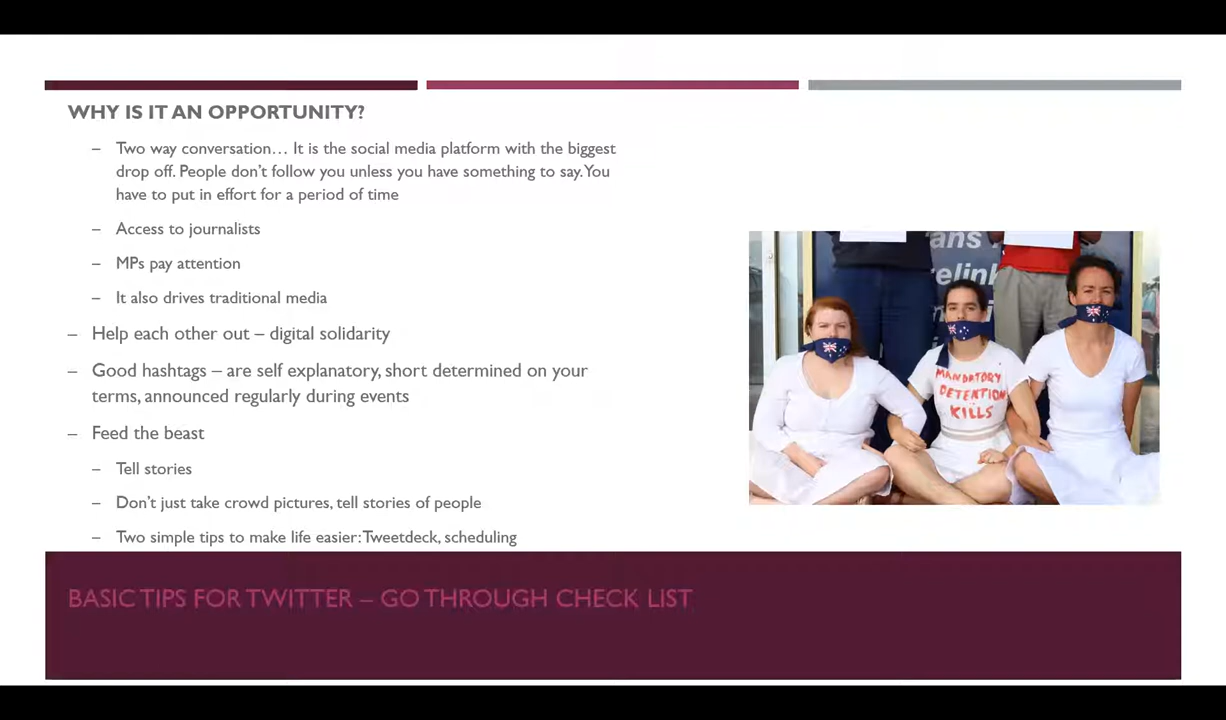 WHY IS IT AN OPPORTUNITY?
– Two way conversation… It is the social media platform with the biggest
drop off. People don't follow you unless you have something to say. You
have to put in effort for a period of time
– Access to journalists
– MPs pay attention
– It also drives traditional media
– Help each other out – digital solidarity
– Good hashtags – are self explanatory, short determined on your
terms, announced regularly during events
– Feed the beast
– Tell stories
– Don't just take crowd pictures, tell stories of people
– Two simple tips to make life easier: Tweetdeck, scheduling
MANDATORY
DETENTION
KILLS
BASIC TIPS FOR TWITTER – GO THROUGH CHECK LIST